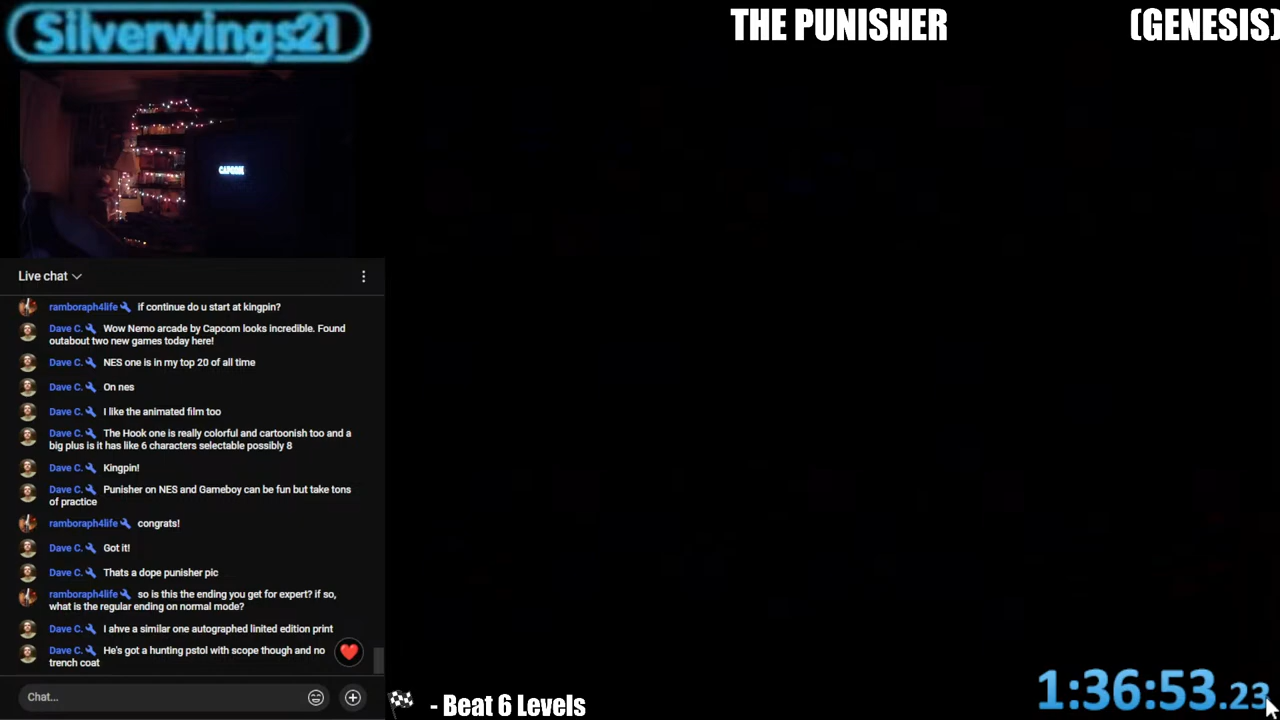 Silverwings21
THE PUNISHER
(GENESIS)
CAPCOM
Live chat
ramboraph4life if continue do u start at kingpin?
Dave C. Wow Nemo arcade by Capcom looks incredible. Found
outabout two new games today here!
Dave C. NES one is in my top 20 of all time
Dave C. On nes
Dave C. I like the animated film too
Dave C. The Hook one is really colorful and cartoonish too and a
big plus is it has like 6 characters selectable possibly 8
Dave C. Kingpin!
Dave C. Punisher on NES and Gameboy can be fun but take tons
of practice
ramboraph4life congrats!
Dave C. Got it!
Dave C. Thats a dope punisher pic
ramboraph4life so is this the ending you get for expert? if so,
what is the regular ending on normal mode?
Dave C. I ahve a similar one autographed linited edition print
Dave C. He's got a hunting pstol with scope though and no
trench coat
Chat...
- Beat 6 Levels
1:36:53.23